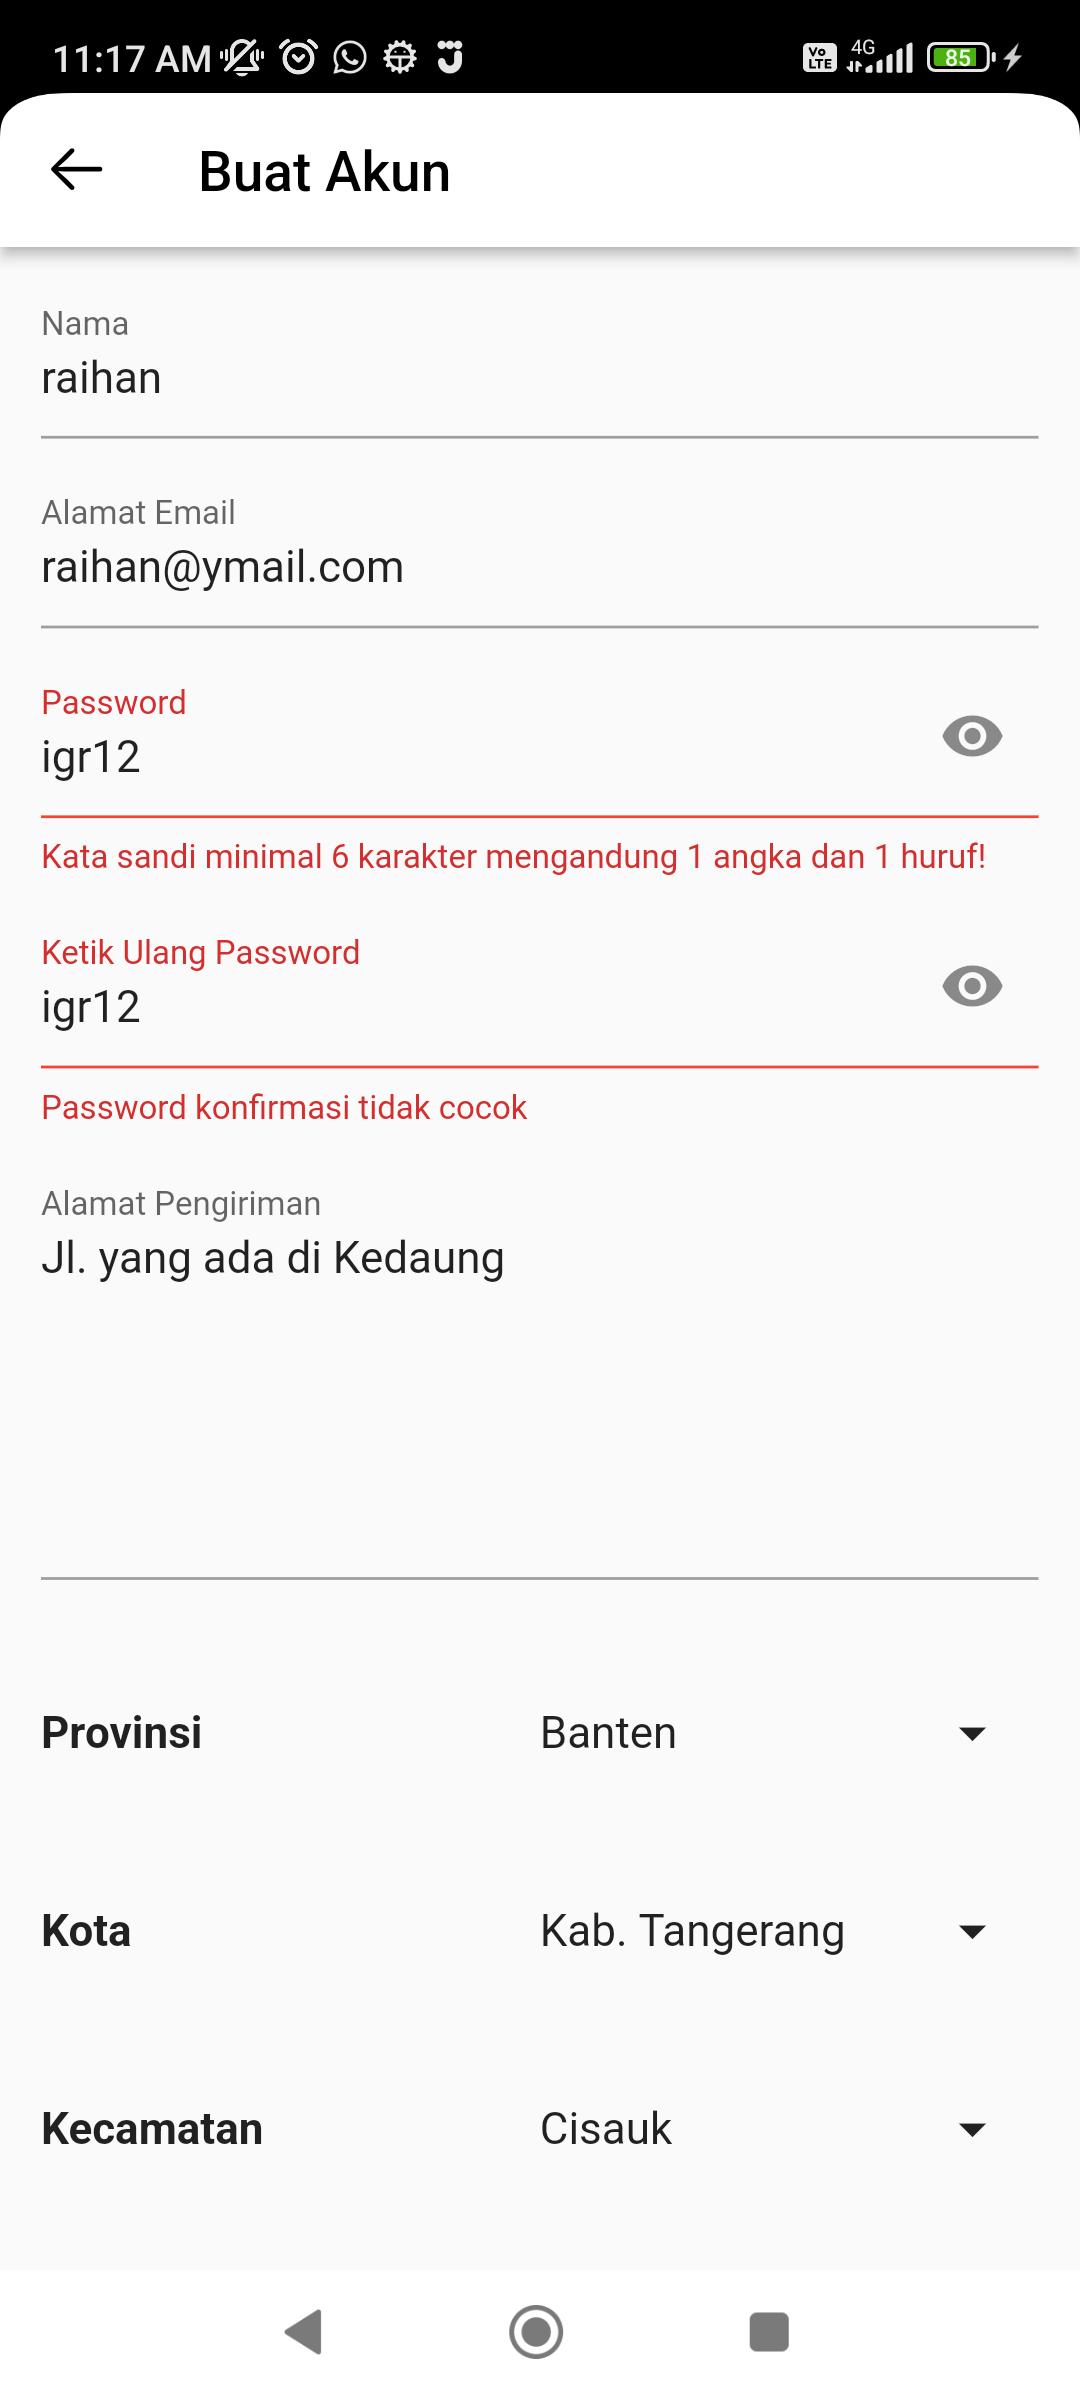 11:17 AM
Vo LTE
4G
85
Buat Akun
Nama
raihan
Alamat Email
raihan@ymail.com
Password
igr12
Kata sandi minimal 6 karakter mengandung 1 angka dan 1 huruf!
Ketik Ulang Password
igr12
Password konfirmasi tidak cocok
Alamat Pengiriman
Jl. yang ada di Kedaung
Provinsi Banten
Kota Kab. Tangerang
Kecamatan Cisauk